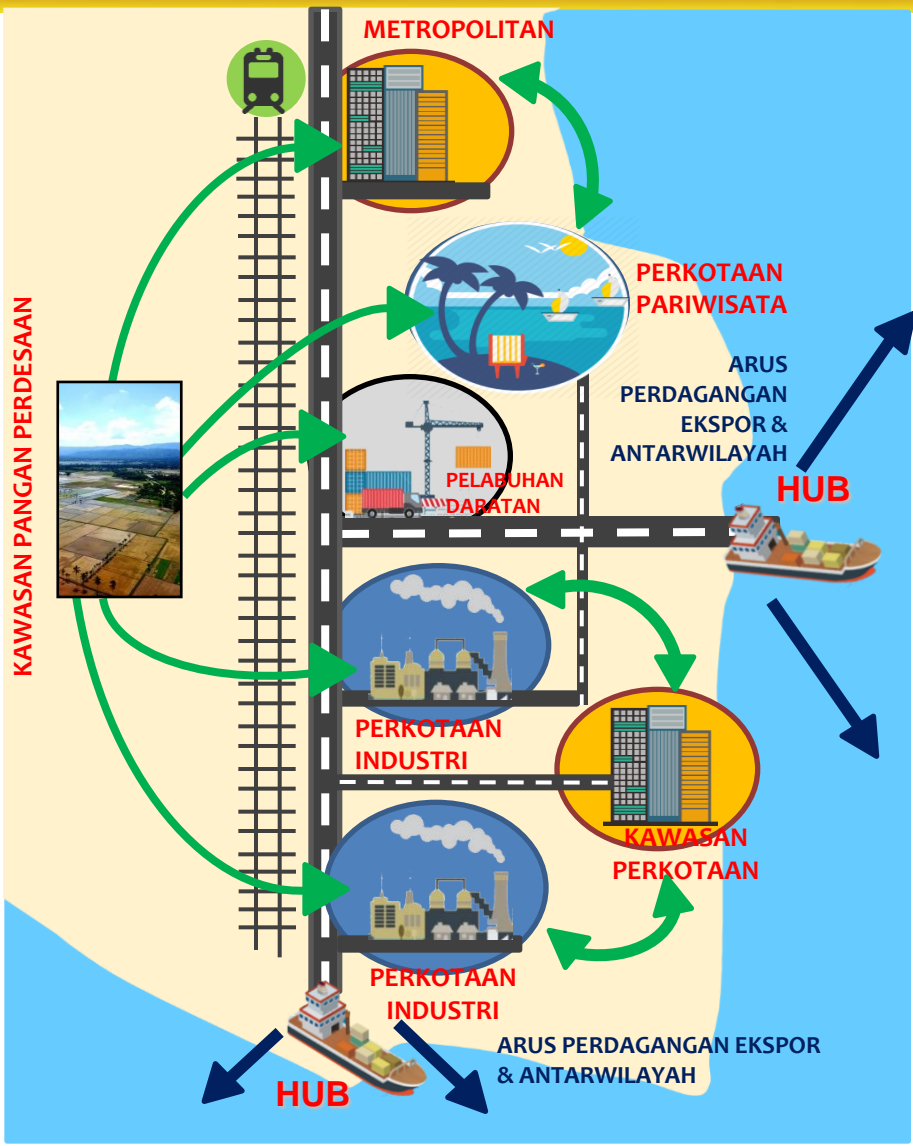 METROPOLITAN
PERKOTAAN
PARIWISATA
KAWASAN PANGAN PERDESAAN
ARUS
PERDAGANGAN
EKSPOR &
ANTARWILAYAH
HUB
PELABUHAN
DARATAN
PERKOTAAN
INDUSTRI
KAWASAN
PERKOTAAN
PERKOTAAN
INDUSTRI
ARUS PERDAGANGAN EKSPOR
& ANTARWILAYAH
HUB